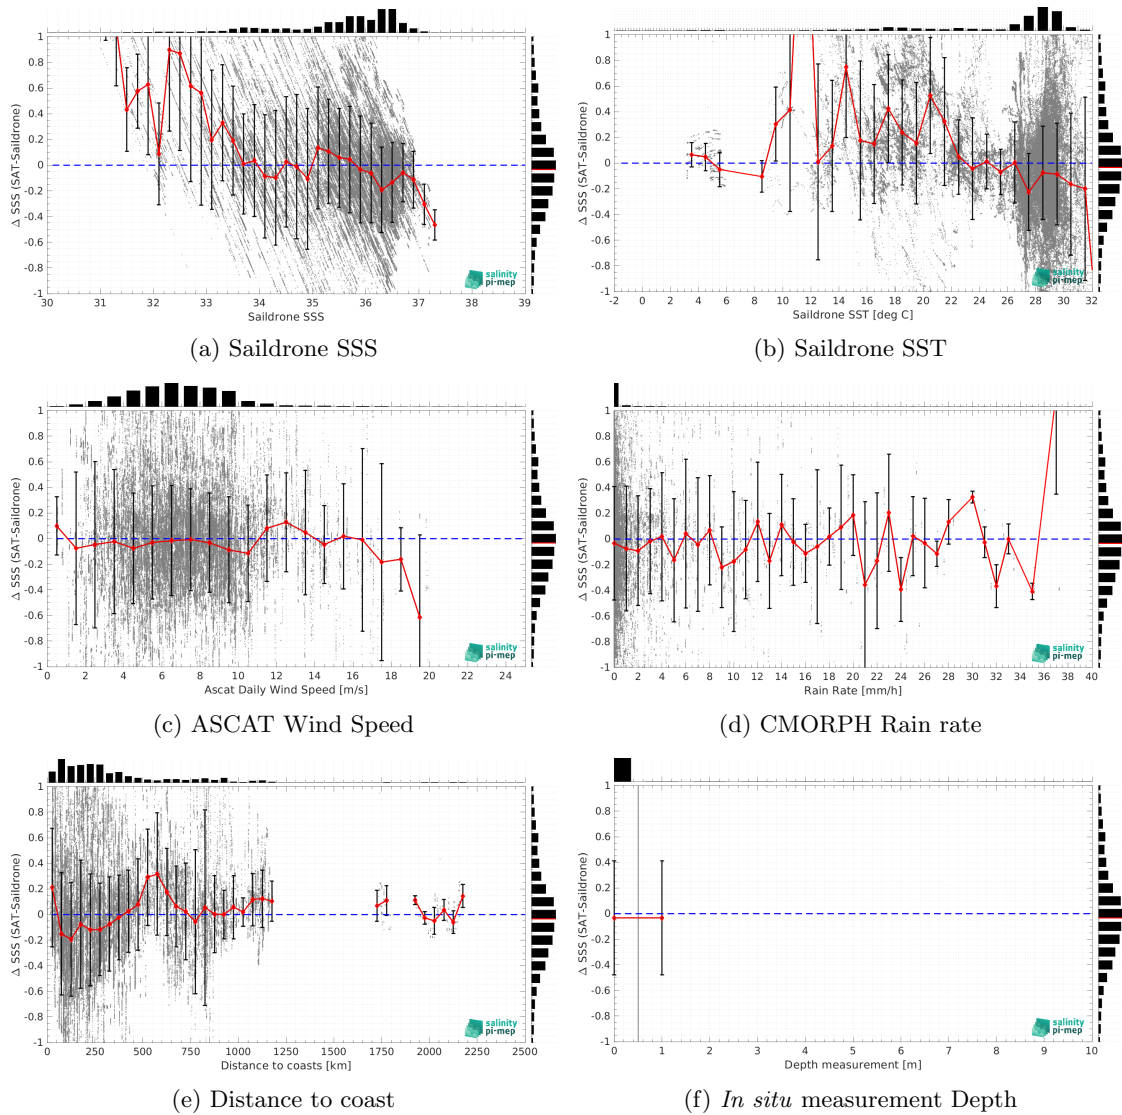 1
0.8
0.6
0.4
0.2
0
-0.2
-0.4
-0.6
-0.8
-1
Δ SSS (SAT-Saildrone)
30 31 32 33 34 35 36 37 38 39
Saildrone SSS
salinity
pi-mep
(a) Saildrone SSS
1
0.8
0.6
0.4
0.2
0
-0.2
-0.4
-0.6
-0.8
-1
Δ SSS (SAT-Saildrone)
-2 0 2 4 6 8 10 12 14 16 18 20 22 24 26 28 30 32
Saildrone SST [deg C]
salinity
pi-mep
(b) Saildrone SST
1
0.8
0.6
0.4
0.2
0
-0.2
-0.4
-0.6
-0.8
-1
Δ SSS (SAT-Saildrone)
0 2 4 6 8 10 12 14 16 18 20 22 24
Ascat Daily Wind Speed [m/s]
salinity
pi-mep
(c) ASCAT Wind Speed
1
0.8
0.6
0.4
0.2
0
-0.2
-0.4
-0.6
-0.8
-1
Δ SSS (SAT-Saildrone)
0 2 4 6 8 10 12 14 16 18 20 22 24 26 28 30 32 34 36 38 40
Rain Rate [mm/h]
salinity
pi-mep
(d) CMORPH Rain rate
1
0.8
0.6
0.4
0.2
0
-0.2
-0.4
-0.6
-0.8
-1
Δ SSS (SAT-Saildrone)
0 250 500 750 1000 1250 1500 1750 2000 2250 2500
Distance to coasts [km]
salinity
pi-mep
(e) Distance to coast
1
0.8
0.6
0.4
0.2
0
-0.2
-0.4
-0.6
-0.8
-1
Δ SSS (SAT-Saildrone)
0 1 2 3 4 5 6 7 8 9 10
Depth measurement [m]
salinity
pi-mep
(f) In situ measurement Depth